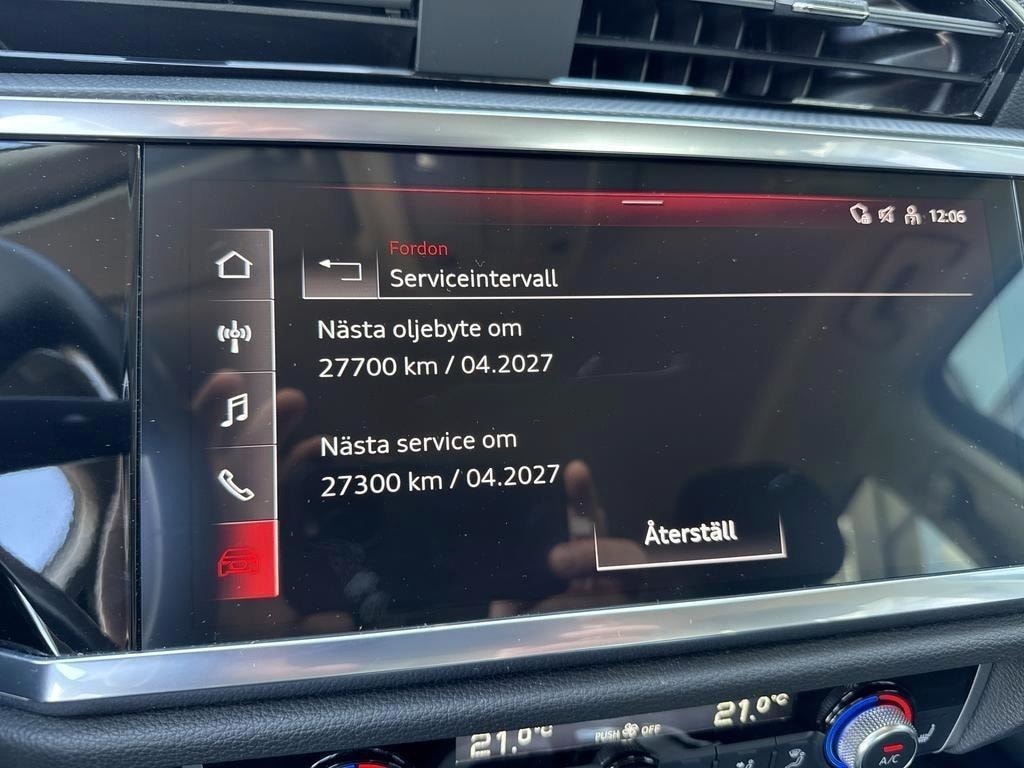 12:06
Fordon
Serviceintervall
Nästa oljebyte om
27700 km / 04.2027
Nästa service om
27300 km / 04.2027
Återställ
21.0°C
PUSH OFF
21.0°C
A/C